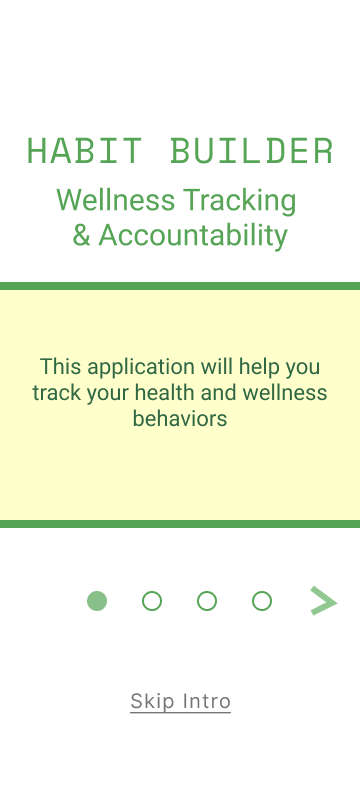 HABIT BUILDER
Wellness Tracking
& Accountability
This application will help you
track your health and wellness
behaviors
Skip Intro